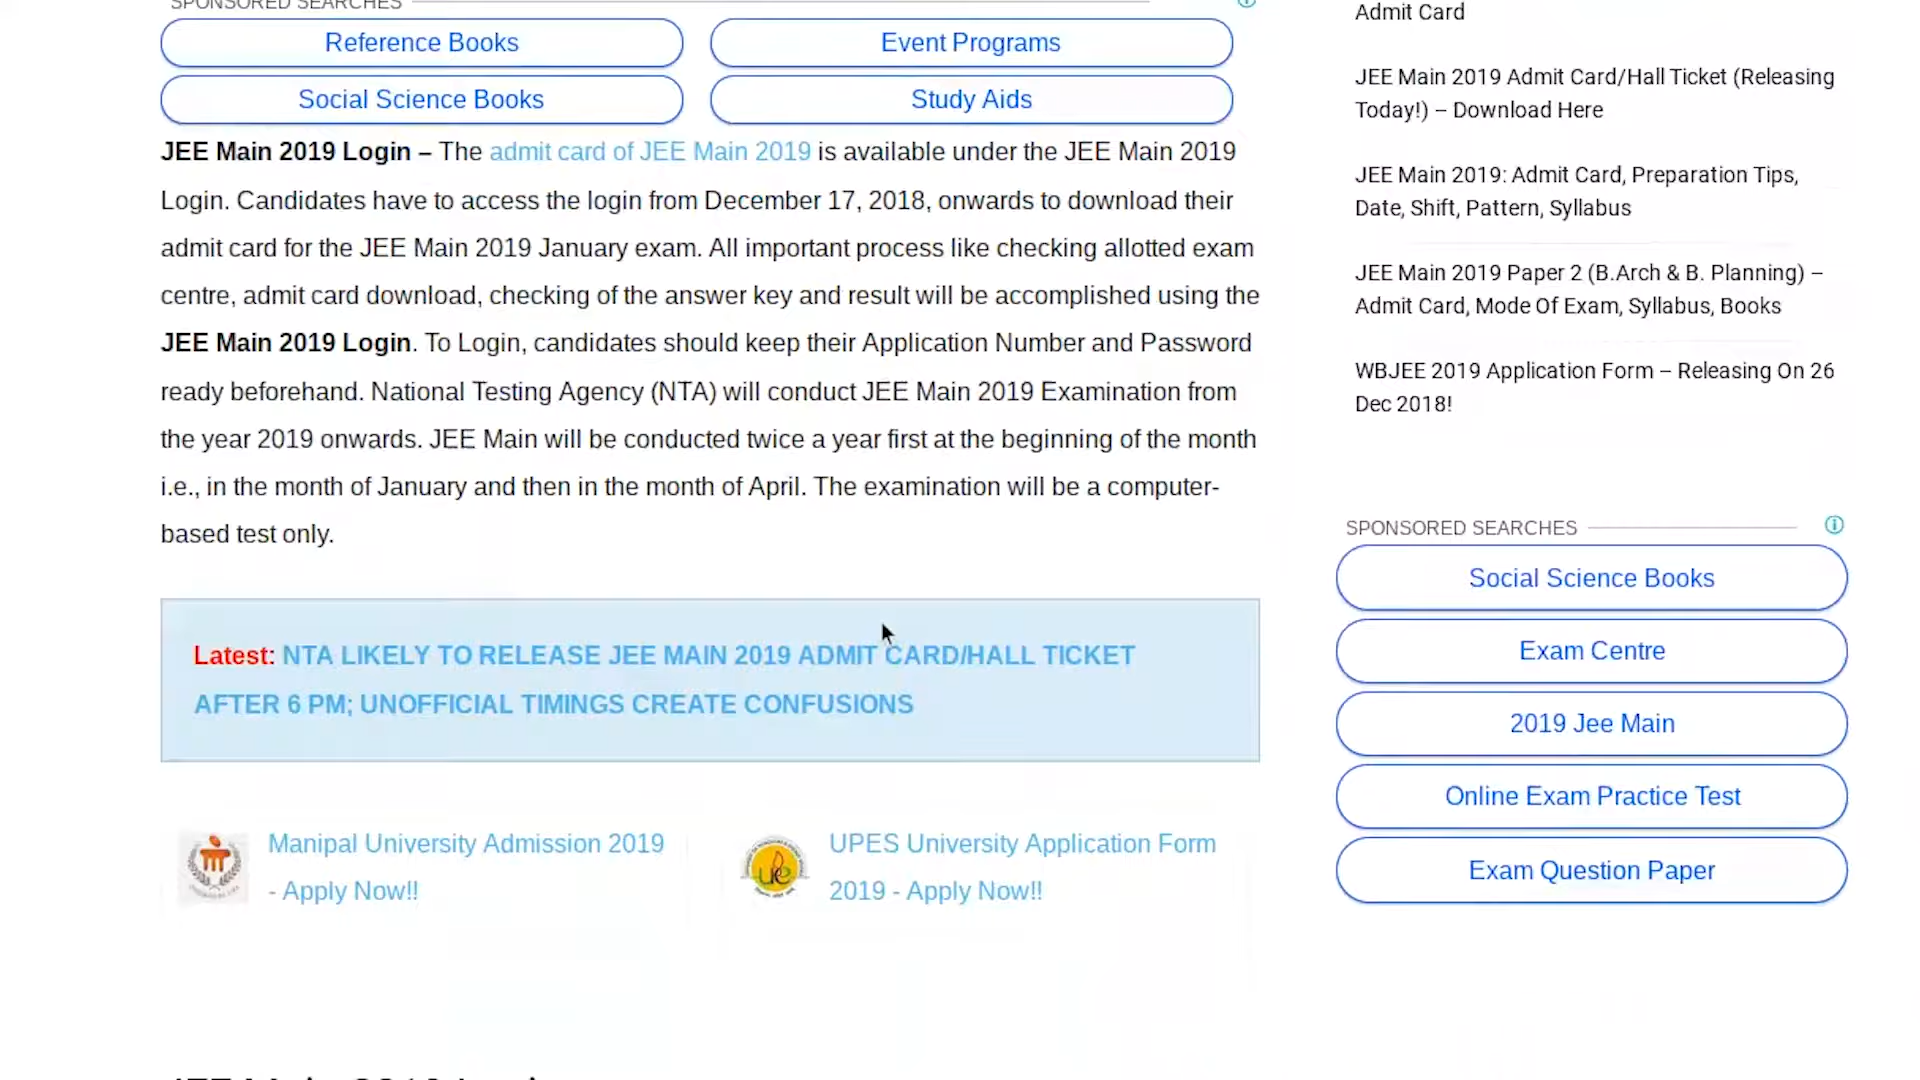 SPONSORED SEARCHES
Reference Books
Event Programs
Social Science Books
Study Aids
JEE Main 2019 Login – The admit card of JEE Main 2019 is available under the JEE Main 2019
Login. Candidates have to access the login from December 17, 2018, onwards to download their
admit card for the JEE Main 2019 January exam. All important process like checking allotted exam
centre, admit card download, checking of the answer key and result will be accomplished using the
JEE Main 2019 Login. To Login, candidates should keep their Application Number and Password
ready beforehand. National Testing Agency (NTA) will conduct JEE Main 2019 Examination from
the year 2019 onwards. JEE Main will be conducted twice a year first at the beginning of the month
i.e., in the month of January and then in the month of April. The examination will be a computer-
based test only.
Latest: NTA LIKELY TO RELEASE JEE MAIN 2019 ADMIT CARD/HALL TICKET
AFTER 6 PM; UNOFFICIAL TIMINGS CREATE CONFUSIONS
Manipal University Admission 2019
- Apply Now!!
UPES University Application Form
2019 - Apply Now!!
JEE Main 2019 Login
Admit Card
JEE Main 2019 Admit Card/Hall Ticket (Releasing
Today!) – Download Here
JEE Main 2019: Admit Card, Preparation Tips,
Date, Shift, Pattern, Syllabus
JEE Main 2019 Paper 2 (B.Arch & B. Planning) –
Admit Card, Mode Of Exam, Syllabus, Books
WBJEE 2019 Application Form – Releasing On 26
Dec 2018!
SPONSORED SEARCHES
Social Science Books
Exam Centre
2019 Jee Main
Online Exam Practice Test
Exam Question Paper